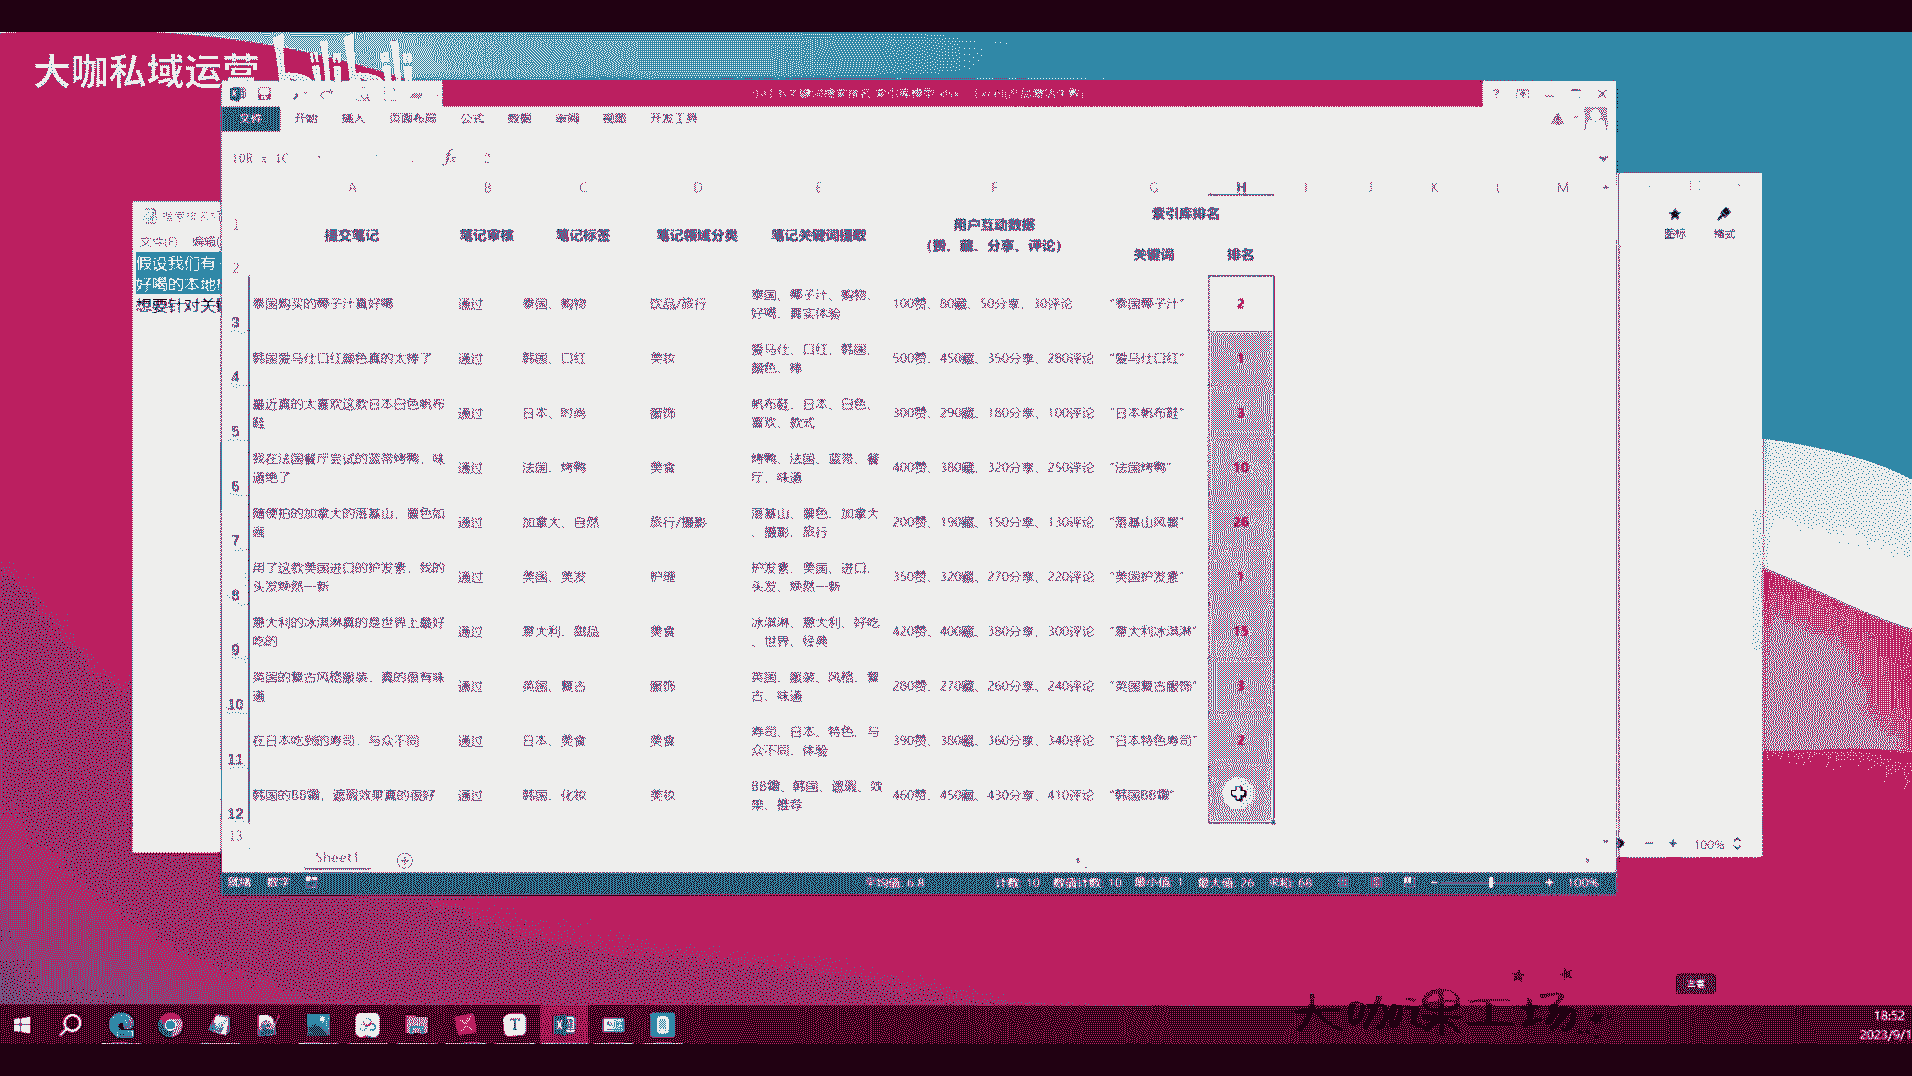 大咖私域运营
bilibili
文件 开始 插入 页面布局 公式 数据 审阅 视图 开发工具
10R x 1C fx 2
A B C D E F G H I J K L M
1 提交笔记 笔记审核 笔记标签 笔记领域分类 笔记关键词提取 用户互动数据 索引库排名
(赞、藏、分享、评论)
2 关键词 排名
文件(F) 编辑
假设我们有
好喝的本地
想要针对关
图标 格式
3 泰国购买的椰子汁真好喝 通过 泰国、购物 饮品/旅行 泰国、椰子汁、购物、 100赞、80藏、50分享、30评论 "泰国椰子汁" 2
好喝、真实体验
4 韩国爱马仕口红颜色真的太棒了 通过 韩国、口红 美妆 爱马仕、口红、韩国、 500赞、450藏、350分享、280评论 "爱马仕口红" 1
颜色、棒
5 最近真的太喜欢这款日本白色帆布 通过 日本、时尚 服饰 帆布鞋、日本、白色、 300赞、290藏、180分享、100评论 "日本帆布鞋" 3
鞋 喜欢、款式
6 我在法国餐厅尝试的蓝带烤鸭，味 通过 法国、烤鸭 美食 烤鸭、法国、蓝带、餐 400赞、380藏、320分享、250评论 "法国烤鸭" 10
道绝了 厅、味道
7 随便拍的加拿大的落基山，景色如 通过 加拿大、自然 旅行/摄影 落基山、景色、加拿大 200赞、190藏、150分享、130评论 "落基山风景" 26
画 、摄影、旅行
8 用了这款美国进口的护发素，我的 通过 美国、美发 护理 护发素、美国、进口、 350赞、320藏、270分享、220评论 "美国护发素" 1
头发焕然一新 头发、焕然一新
9 意大利的冰淇淋真的是世界上最好 通过 意大利、甜品 美食 冰淇淋、意大利、好吃 420赞、400藏、380分享、300评论 "意大利冰淇淋" 15
吃的 、世界、经典
10 英国的复古风格服装，真的很有味 通过 英国、复古 服饰 英国、服装、风格、复 280赞、270藏、260分享、240评论 "英国复古服饰" 3
道 古、味道
11 在日本吃到的寿司，与众不同 通过 日本、美食 美食 寿司、日本、特色、与 390赞、380藏、360分享、340评论 "日本特色寿司" 2
众不同、体验
12 韩国的BB霜，遮瑕效果真的很好 通过 韩国、化妆 美妆 BB霜、韩国、遮瑕、效 460赞、450藏、430分享、410评论 "韩国BB霜"
果、推荐
13
Sheet1
100%
就绪 数字 平均值: 6.8 计数: 10 数值计数: 10 最小值: 1 最大值: 26 求和: 68 100%
大咖课工场
18:52
2023/9/1